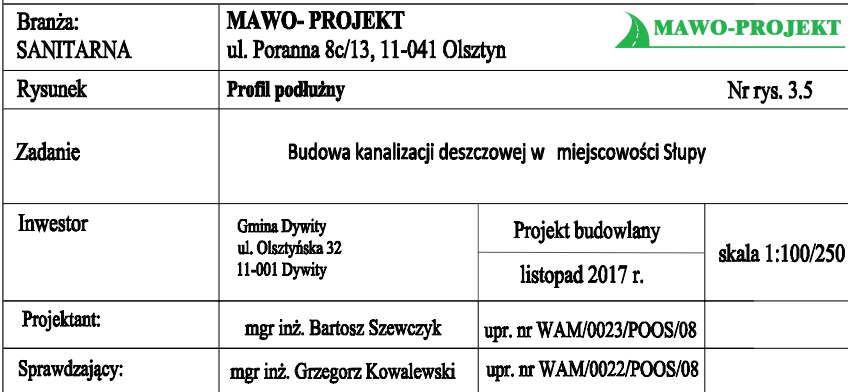 Branża:
SANITARNA
MAWO- PROJEKT
ul. Poranna 8c/13, 11-041 Olsztyn
MAWO-PROJEKT
Rysunek
Profil podłużny
Nr rys. 3.5
Zadanie
Budowa kanalizacji deszczowej w miejscowości Słupy
Inwestor
Gmina Dywity
ul. Olsztyńska 32
11-001 Dywity
Projekt budowlany
listopad 2017 r.
skala 1:100/250
Projektant:
mgr inż. Bartosz Szewczyk
upr. nr WAM/0023/POOS/08
Sprawdzający:
mgr inż. Grzegorz Kowalewski
upr. nr WAM/0022/POOS/08